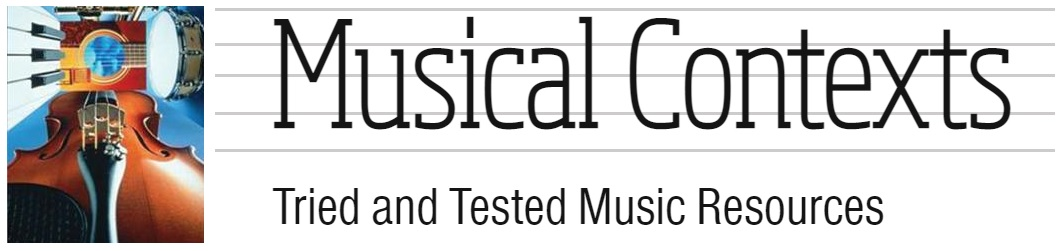 Musical Contexts
Tried and Tested Music Resources